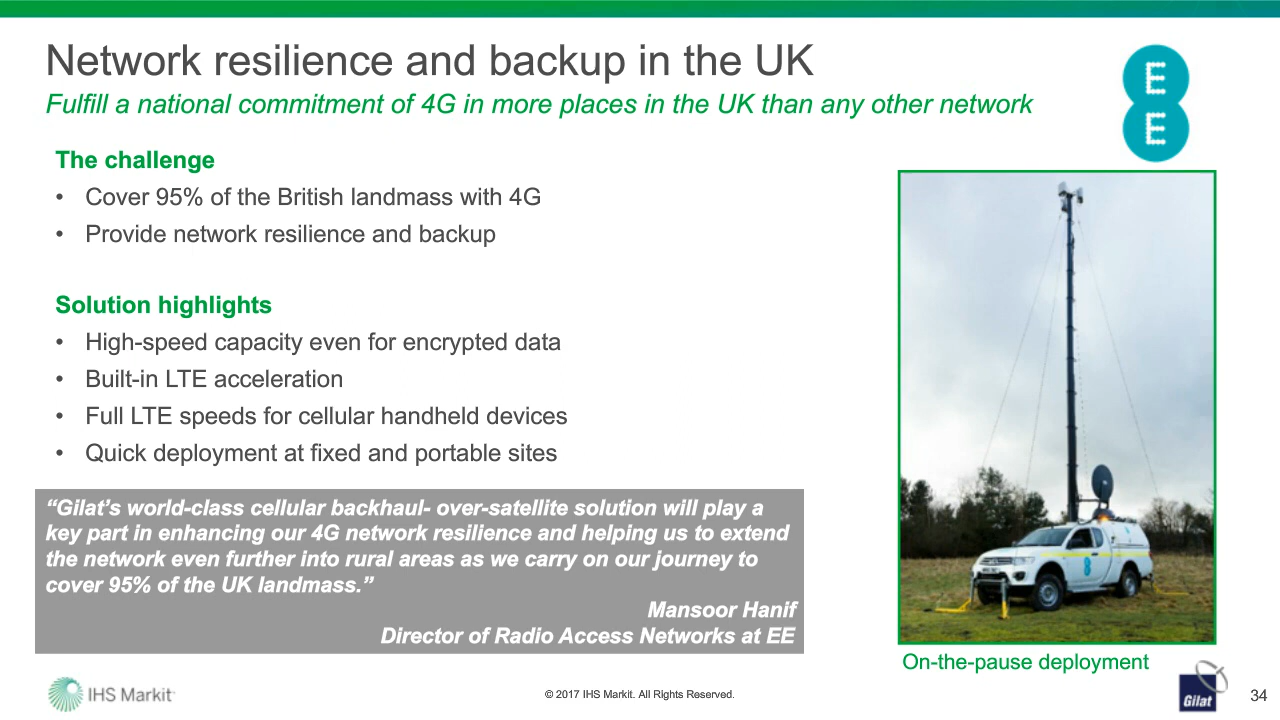 Network resilience and backup in the UK
Fulfill a national commitment of 4G in more places in the UK than any other network
E
E
The challenge
• Cover 95% of the British landmass with 4G
• Provide network resilience and backup
Solution highlights
• High-speed capacity even for encrypted data
• Built-in LTE acceleration
• Full LTE speeds for cellular handheld devices
• Quick deployment at fixed and portable sites
“Gilat’s world-class cellular backhaul- over-satellite solution will play a
key part in enhancing our 4G network resilience and helping us to extend
the network even further into rural areas as we carry on our journey to
cover 95% of the UK landmass.”
Mansoor Hanif
Director of Radio Access Networks at EE
On-the-pause deployment
IHS Markit
© 2017 IHS Markit. All Rights Reserved.
Gilat
34